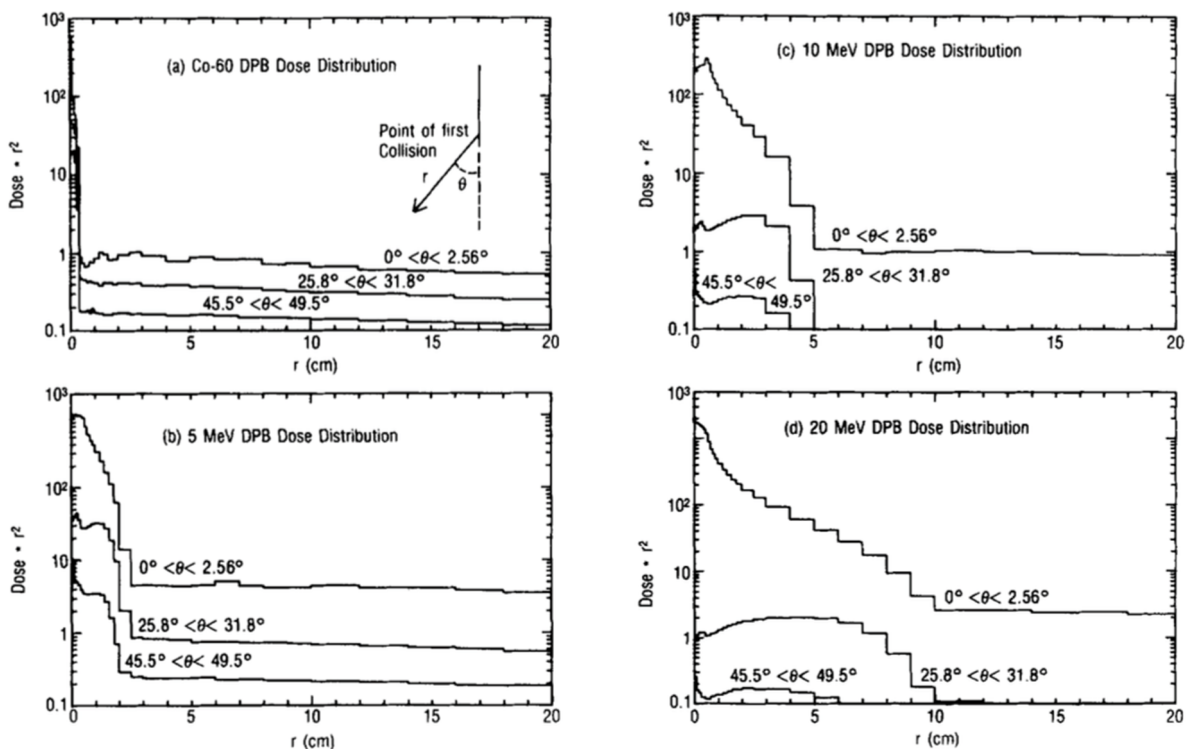 (a) Co-60 DPB Dose Distribution
Point of first
Collision
r
θ
0° <θ< 2.56°
25.8° <θ< 31.8°
45.5° <θ< 49.5°
10³
10²
10
1
0.1
Dose • r²
0 5 10 15 20
r (cm)
(c) 10 MeV DPB Dose Distribution
0° <θ< 2.56°
45.5° <θ<
49.5°
25.8° <θ< 31.8°
10³
10²
10
1
0.1
Dose • r²
0 5 10 15 20
r (cm)
(b) 5 MeV DPB Dose Distribution
0° <θ< 2.56°
25.8° <θ< 31.8°
45.5° <θ< 49.5°
10³
10²
10
1
0.1
Dose • r²
0 5 10 15 20
r (cm)
(d) 20 MeV DPB Dose Distribution
0° <θ< 2.56°
45.5° <θ< 49.5°
25.8° <θ< 31.8°
10³
10²
10
1
0.1
Dose • r²
0 5 10 15 20
r (cm)